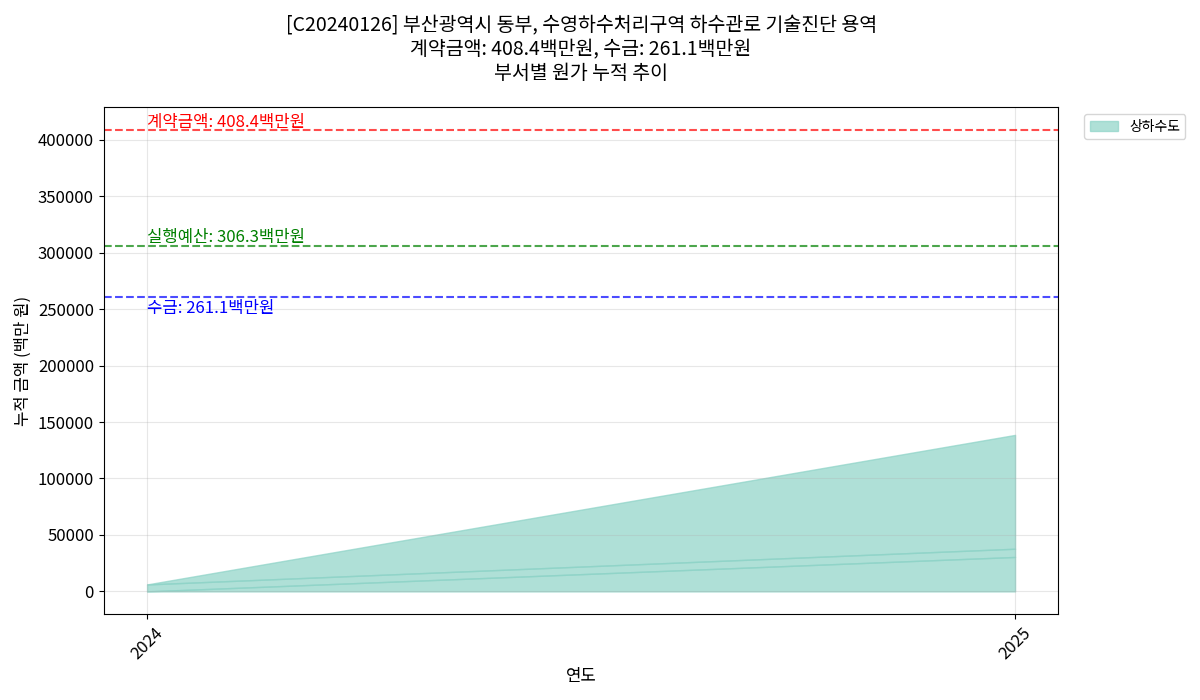 [C20240126] 부산광역시 동부, 수영하수처리구역 하수관로 기술진단 용역
계약금액: 408.4백만원, 수금: 261.1백만원
부서별 원가 누적 추이
계약금액: 408.4백만원
상하수도
400000
350000
실행예산: 306.3백만원
300000
수금: 261.1백만원
250000
200000
150000
100000
50000
0
누적 금액 (백만 원)
2024
2025
연도